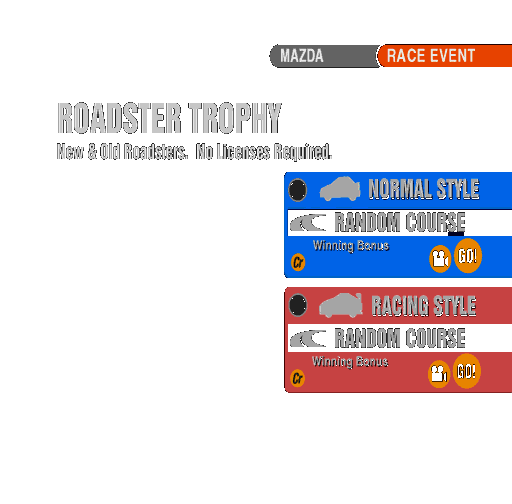 MAZDA RACE EVENT
ROADSTER TROPHY
New & Old Roadsters. No Licenses Required.
NORMAL STYLE
RANDOM COURSE
Winning Bonus
Cr GO!
RACING STYLE
RANDOM COURSE
Winning Bonus
Cr GO!